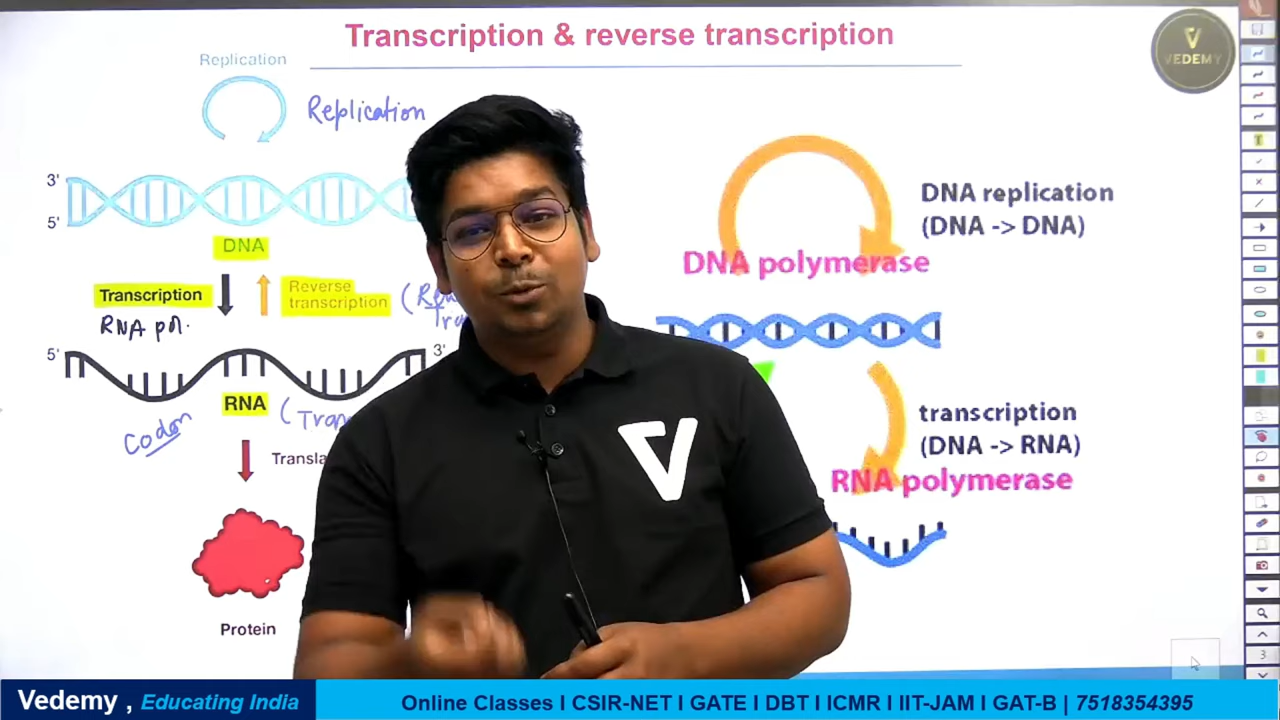 Transcription & reverse transcription
VEDEMY
Replication
Replication
3'
5'
DNA
Transcription
Reverse
transcription
RNA pol.
5'
3'
RNA
Codon
Protein
DNA replication
(DNA -> DNA)
DNA polymerase
transcription
(DNA -> RNA)
RNA polymerase
3
Vedemy , Educating India
Online Classes I CSIR-NET I GATE I DBT I ICMR I IIT-JAM I GAT-B | 7518354395